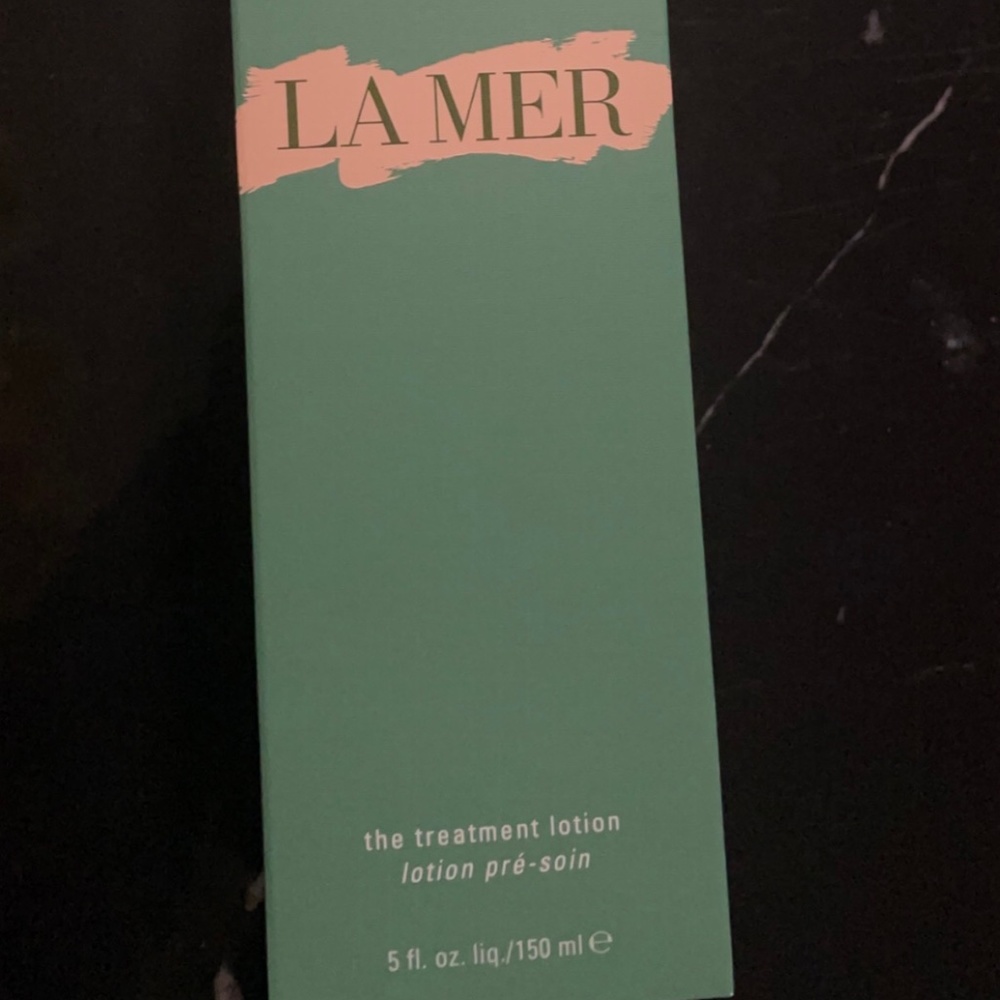 LA MER
the treatment lotion
lotion pré-soin
5 fl. oz. liq./150 ml ℮